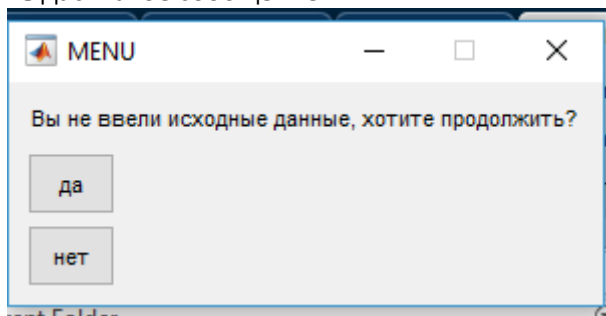 MENU
Вы не ввели исходные данные, хотите продолжить?
да
нет